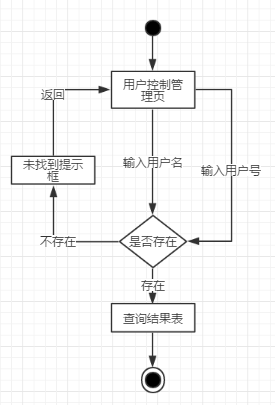 用户控制管
理页
返回
输入用户名
未找到提示
框
输入用户号
不存在
是否存在
存在
查询结果表